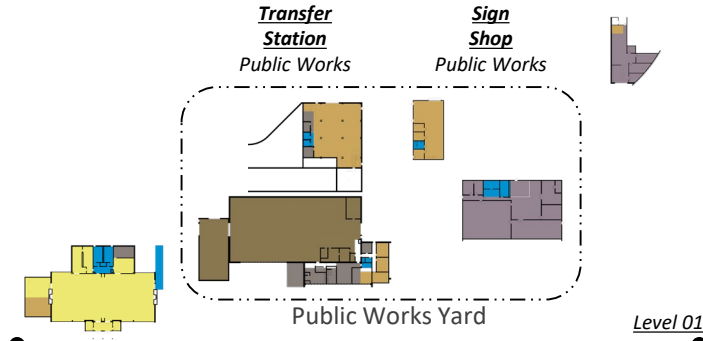 Transfer
Station
Public Works
Sign
Shop
Public Works
Public Works Yard
Level 01